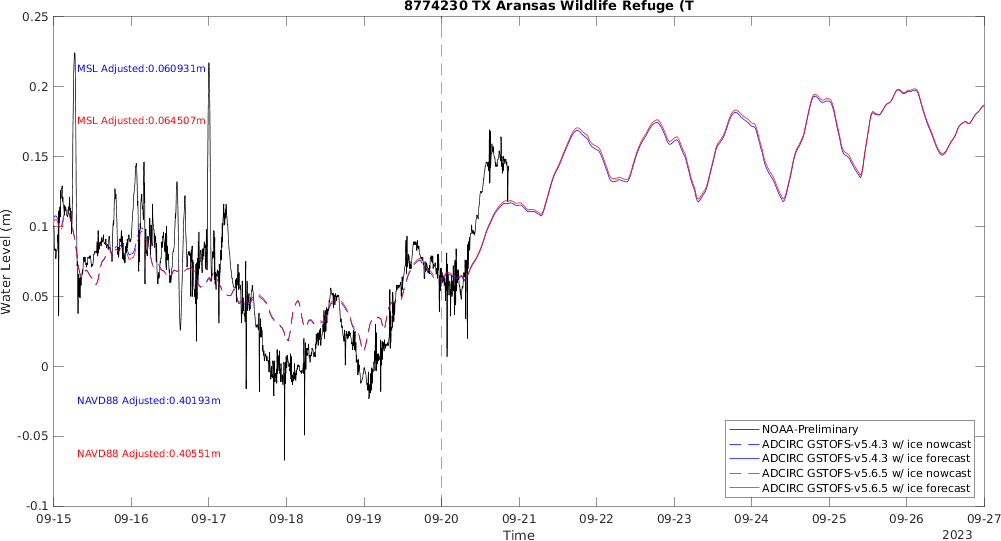 8774230 TX Aransas Wildlife Refuge (T
0.25
0.2
0.15
0.1
0.05
0
-0.05
-0.1
Water Level (m)
MSL Adjusted:0.060931m
MSL Adjusted:0.064507m
NAVD88 Adjusted:0.40193m
NAVD88 Adjusted:0.40551m
NOAA-Preliminary
ADCIRC GSTOFS-v5.4.3 w/ ice nowcast
ADCIRC GSTOFS-v5.4.3 w/ ice forecast
ADCIRC GSTOFS-v5.6.5 w/ ice nowcast
ADCIRC GSTOFS-v5.6.5 w/ ice forecast
09-15 09-16 09-17 09-18 09-19 09-20 09-21 09-22 09-23 09-24 09-25 09-26 09-27
Time
2023